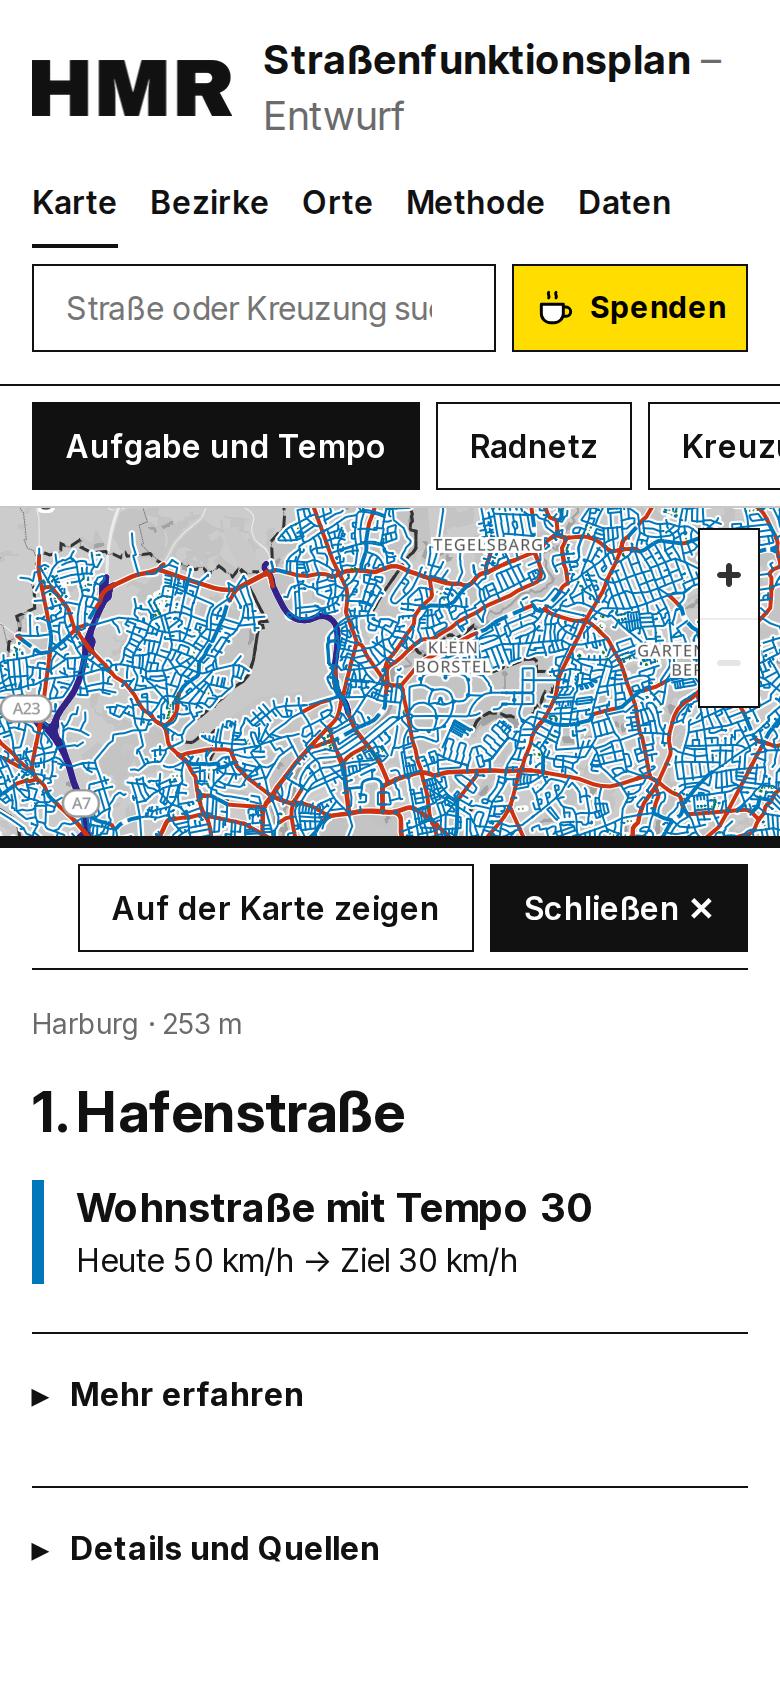 HMR
Straßenfunktionsplan –
Entwurf
Karte Bezirke Orte Methode Daten
Straße oder Kreuzung suc
Spenden
Aufgabe und Tempo Radnetz Kreuzu
TEGELSBARG
+
KLEIN
BORSTEL
A23
A7
Auf der Karte zeigen Schließen ✕
Harburg · 253 m
1. Hafenstraße
Wohnstraße mit Tempo 30
Heute 50 km/h → Ziel 30 km/h
▸ Mehr erfahren
▸ Details und Quellen